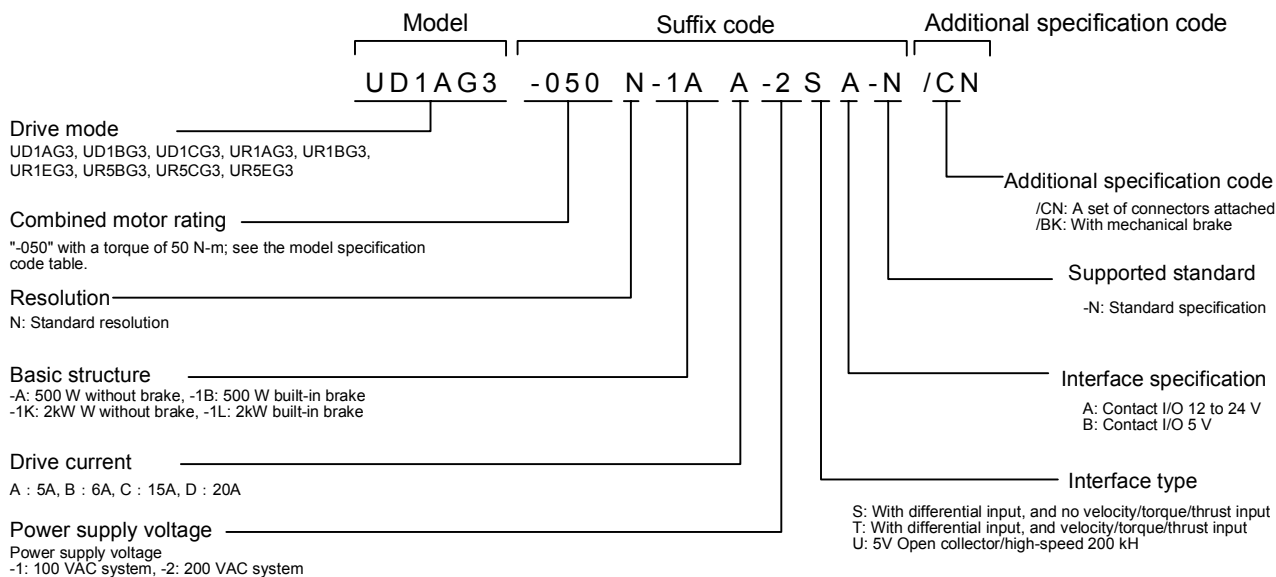 Model Suffix code Additional specification code
UD1AG3 -050 N -1A A -2 S A -N /CN
Drive mode
UD1AG3, UD1BG3, UD1CG3, UR1AG3, UR1BG3,
UR1EG3, UR5BG3, UR5CG3, UR5EG3
Combined motor rating
"-050" with a torque of 50 N-m; see the model specification
code table.
Resolution
N: Standard resolution
Basic structure
-A: 500 W without brake, -1B: 500 W built-in brake
-1K: 2kW W without brake, -1L: 2kW built-in brake
Drive current
A : 5A, B : 6A, C : 15A, D : 20A
Power supply voltage
Power supply voltage
-1: 100 VAC system, -2: 200 VAC system
Additional specification code
/CN: A set of connectors attached
/BK: With mechanical brake
Supported standard
-N: Standard specification
Interface specification
A: Contact I/O 12 to 24 V
B: Contact I/O 5 V
Interface type
S: With differential input, and no velocity/torque/thrust input
T: With differential input, and velocity/torque/thrust input
U: 5V Open collector/high-speed 200 kH